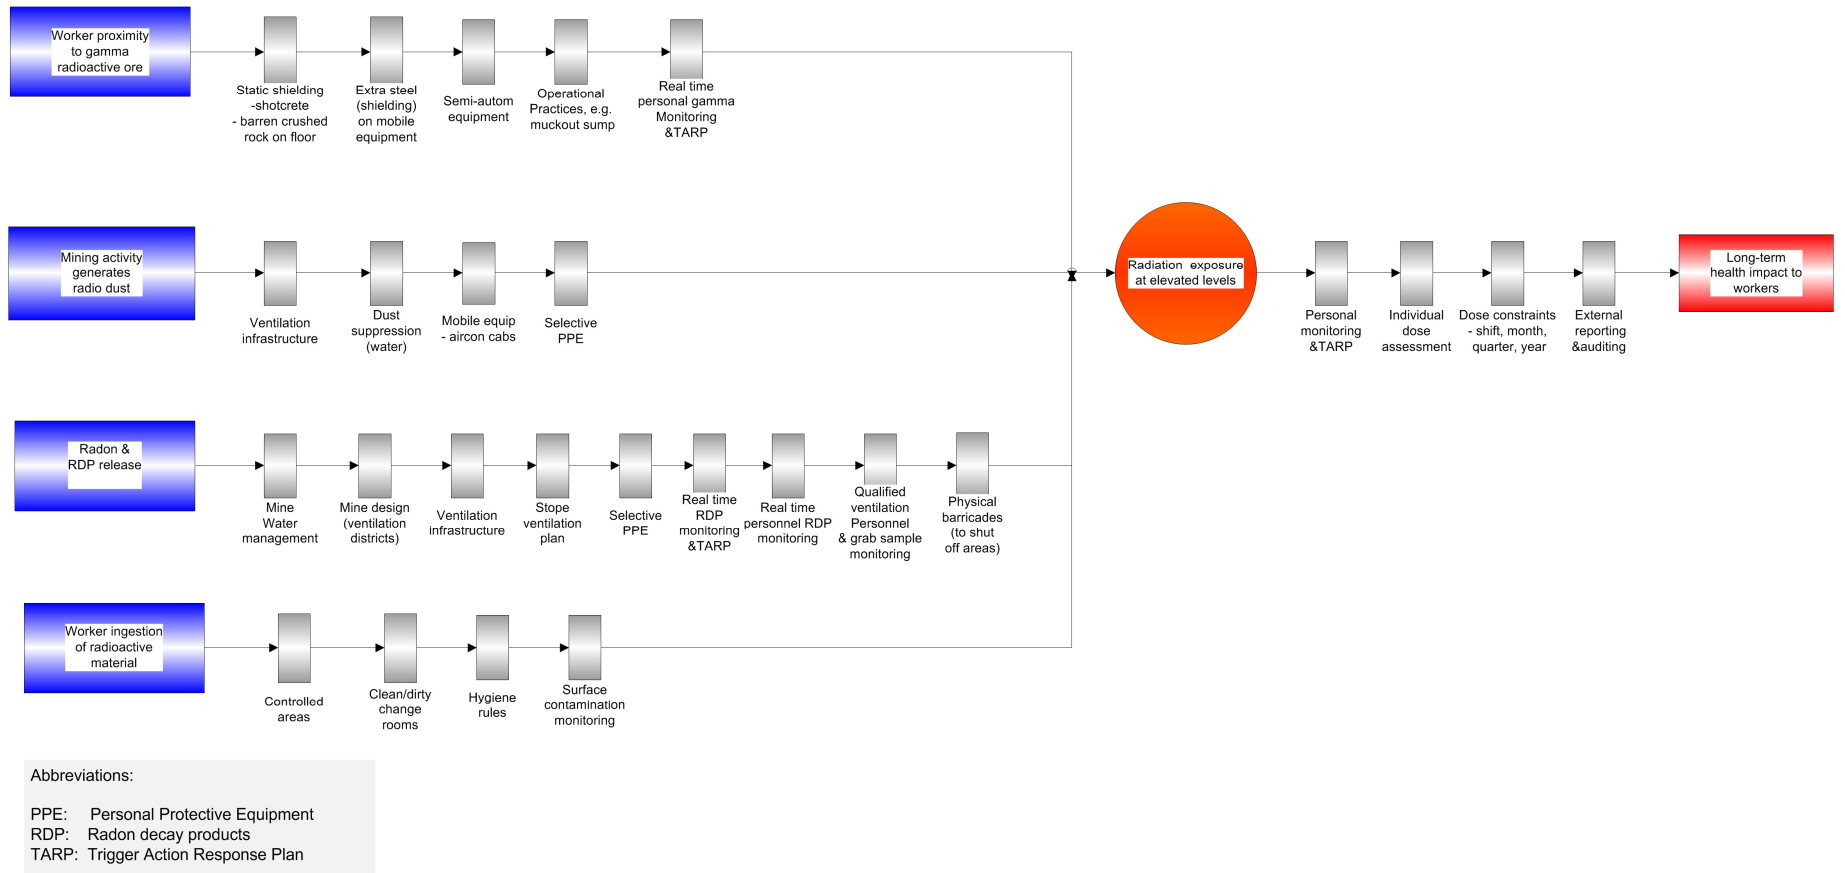 Worker proximity
to gamma
radioactive ore
Static shielding
-shotcrete
- barren crushed
rock on floor
Extra steel
(shielding)
on mobile
equipment
Semi-autom
equipment
Operational
Practices, e.g.
muckout sump
Real time
personal gamma
Monitoring
&TARP
Mining activity
generates
radio dust
Ventilation
infrastructure
Dust
suppression
(water)
Mobile equip
- aircon cabs
Selective
PPE
Radiation exposure
at elevated levels
Personal
monitoring
&TARP
Individual
dose
assessment
Dose constraints
- shift, month,
quarter, year
External
reporting
&auditing
Long-term
health impact to
workers
Radon &
RDP release
Mine
Water
management
Mine design
(ventilation
districts)
Ventilation
infrastructure
Stope
ventilation
plan
Selective
PPE
Real time
RDP
monitoring
&TARP
Real time
personnel RDP
monitoring
Qualified
ventilation
Personnel
& grab sample
monitoring
Physical
barricades
(to shut
off areas)
Worker ingestion
of radioactive
material
Controlled
areas
Clean/dirty
change
rooms
Hygiene
rules
Surface
contamination
monitoring
Abbreviations:
PPE: Personal Protective Equipment
RDP: Radon decay products
TARP: Trigger Action Response Plan